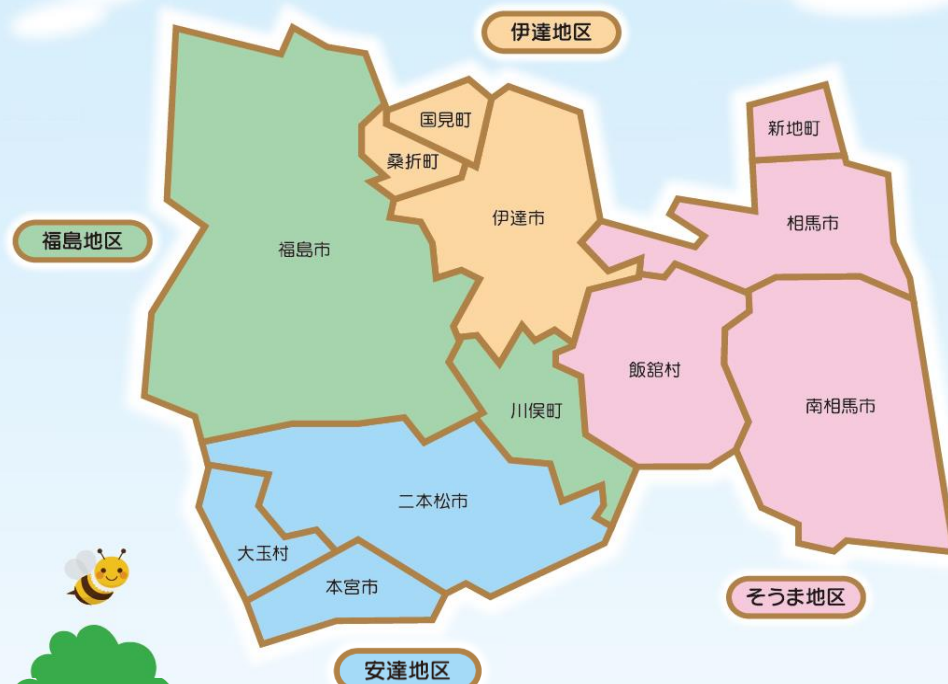 伊達地区
国見町
新地町
桑折町
伊達市
相馬市
福島地区
福島市
飯舘村
川俣町
南相馬市
二本松市
大玉村
本宮市
そうま地区
安達地区